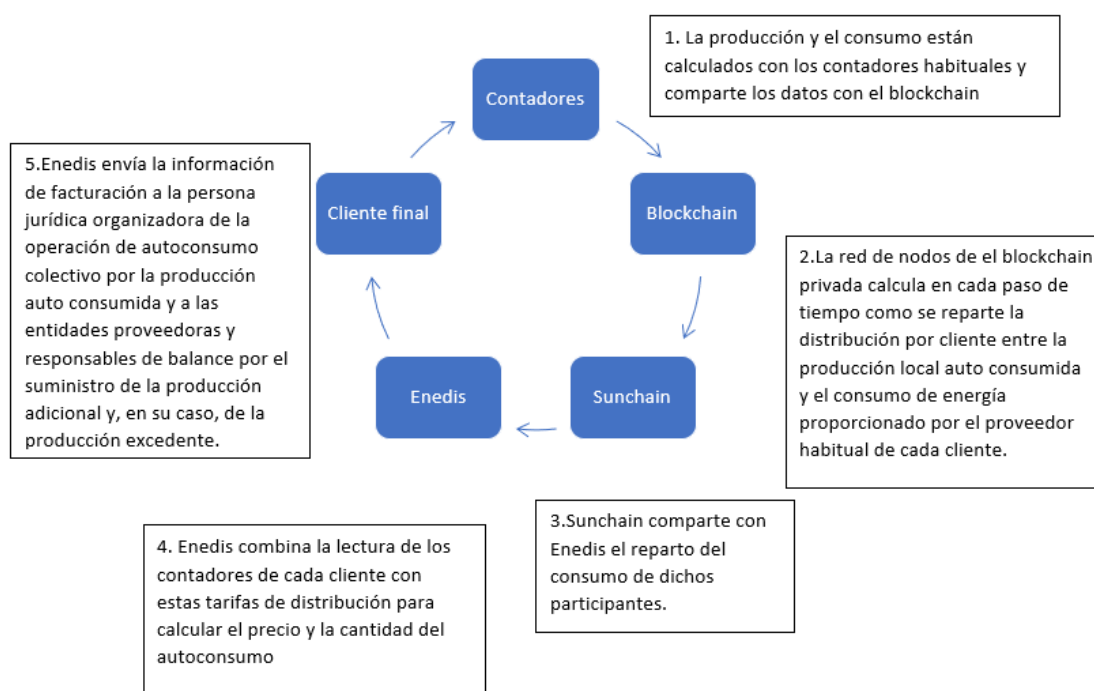 1. La producción y el consumo están
calculados con los contadores habituales y
comparte los datos con el blockchain
Contadores
5.Enedis envía la información
de facturación a la persona
jurídica organizadora de la
operación de autoconsumo
colectivo por la producción
auto consumida y a las
entidades proveedoras y
responsables de balance por el
suministro de la producción
adicional y, en su caso, de la
producción excedente.
Cliente final
Blockchain
2.La red de nodos de el blockchain
privada calcula en cada paso de
tiempo como se reparte la
distribución por cliente entre la
producción local auto consumida
y el consumo de energía
proporcionado por el proveedor
habitual de cada cliente.
Enedis
Sunchain
3.Sunchain comparte con
Enedis el reparto del
consumo de dichos
participantes.
4. Enedis combina la lectura de los
contadores de cada cliente con
estas tarifas de distribución para
calcular el precio y la cantidad del
autoconsumo